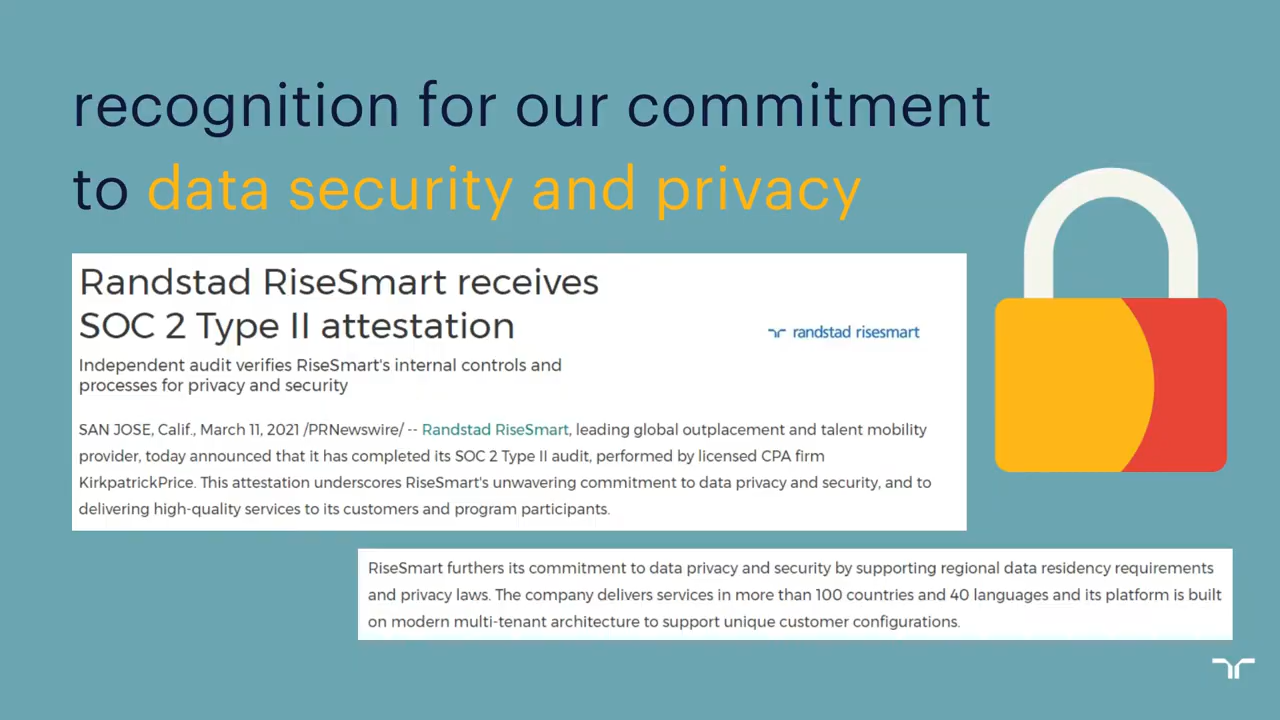 recognition for our commitment
to data security and privacy
Randstad RiseSmart receives
SOC 2 Type II attestation
randstad risesmart
Independent audit verifies RiseSmart's internal controls and
processes for privacy and security
SAN JOSE, Calif., March 11, 2021 /PRNewswire/ -- Randstad RiseSmart, leading global outplacement and talent mobility
provider, today announced that it has completed its SOC 2 Type II audit, performed by licensed CPA firm
KirkpatrickPrice. This attestation underscores RiseSmart's unwavering commitment to data privacy and security, and to
delivering high-quality services to its customers and program participants.
RiseSmart furthers its commitment to data privacy and security by supporting regional data residency requirements
and privacy laws. The company delivers services in more than 100 countries and 40 languages and its platform is built
on modern multi-tenant architecture to support unique customer configurations.